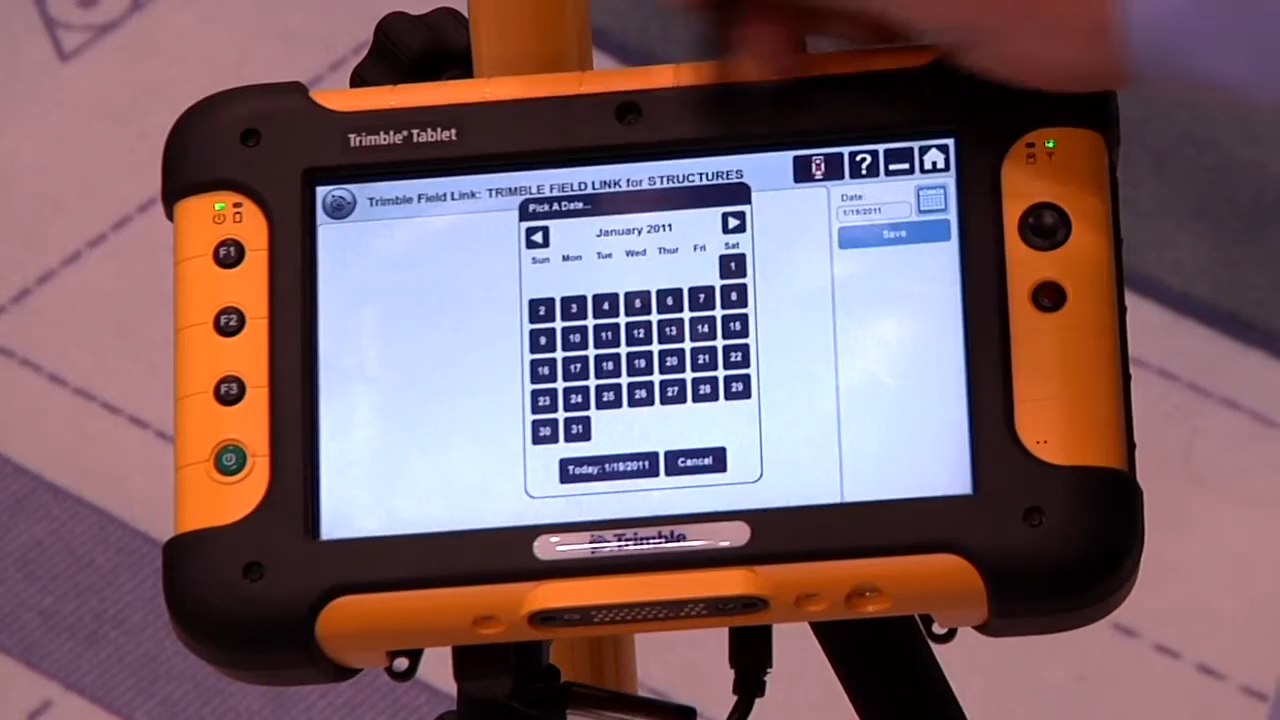 Trimble® Tablet
Trimble Field Link: TRIMBLE FIELD LINK for STRUCTURES
?
Pick A Date...
January 2011
Sun Mon Tue Wed Thur Fri Sat
1
2 3 4 5 6 7 8
9 10 11 12 13 14 15
16 17 18 19 20 21 22
23 24 25 26 27 28 29
30 31
Today: 1/19/2011 Cancel
Date:
1/19/2011
Save
F1
F2
F3
Trimble